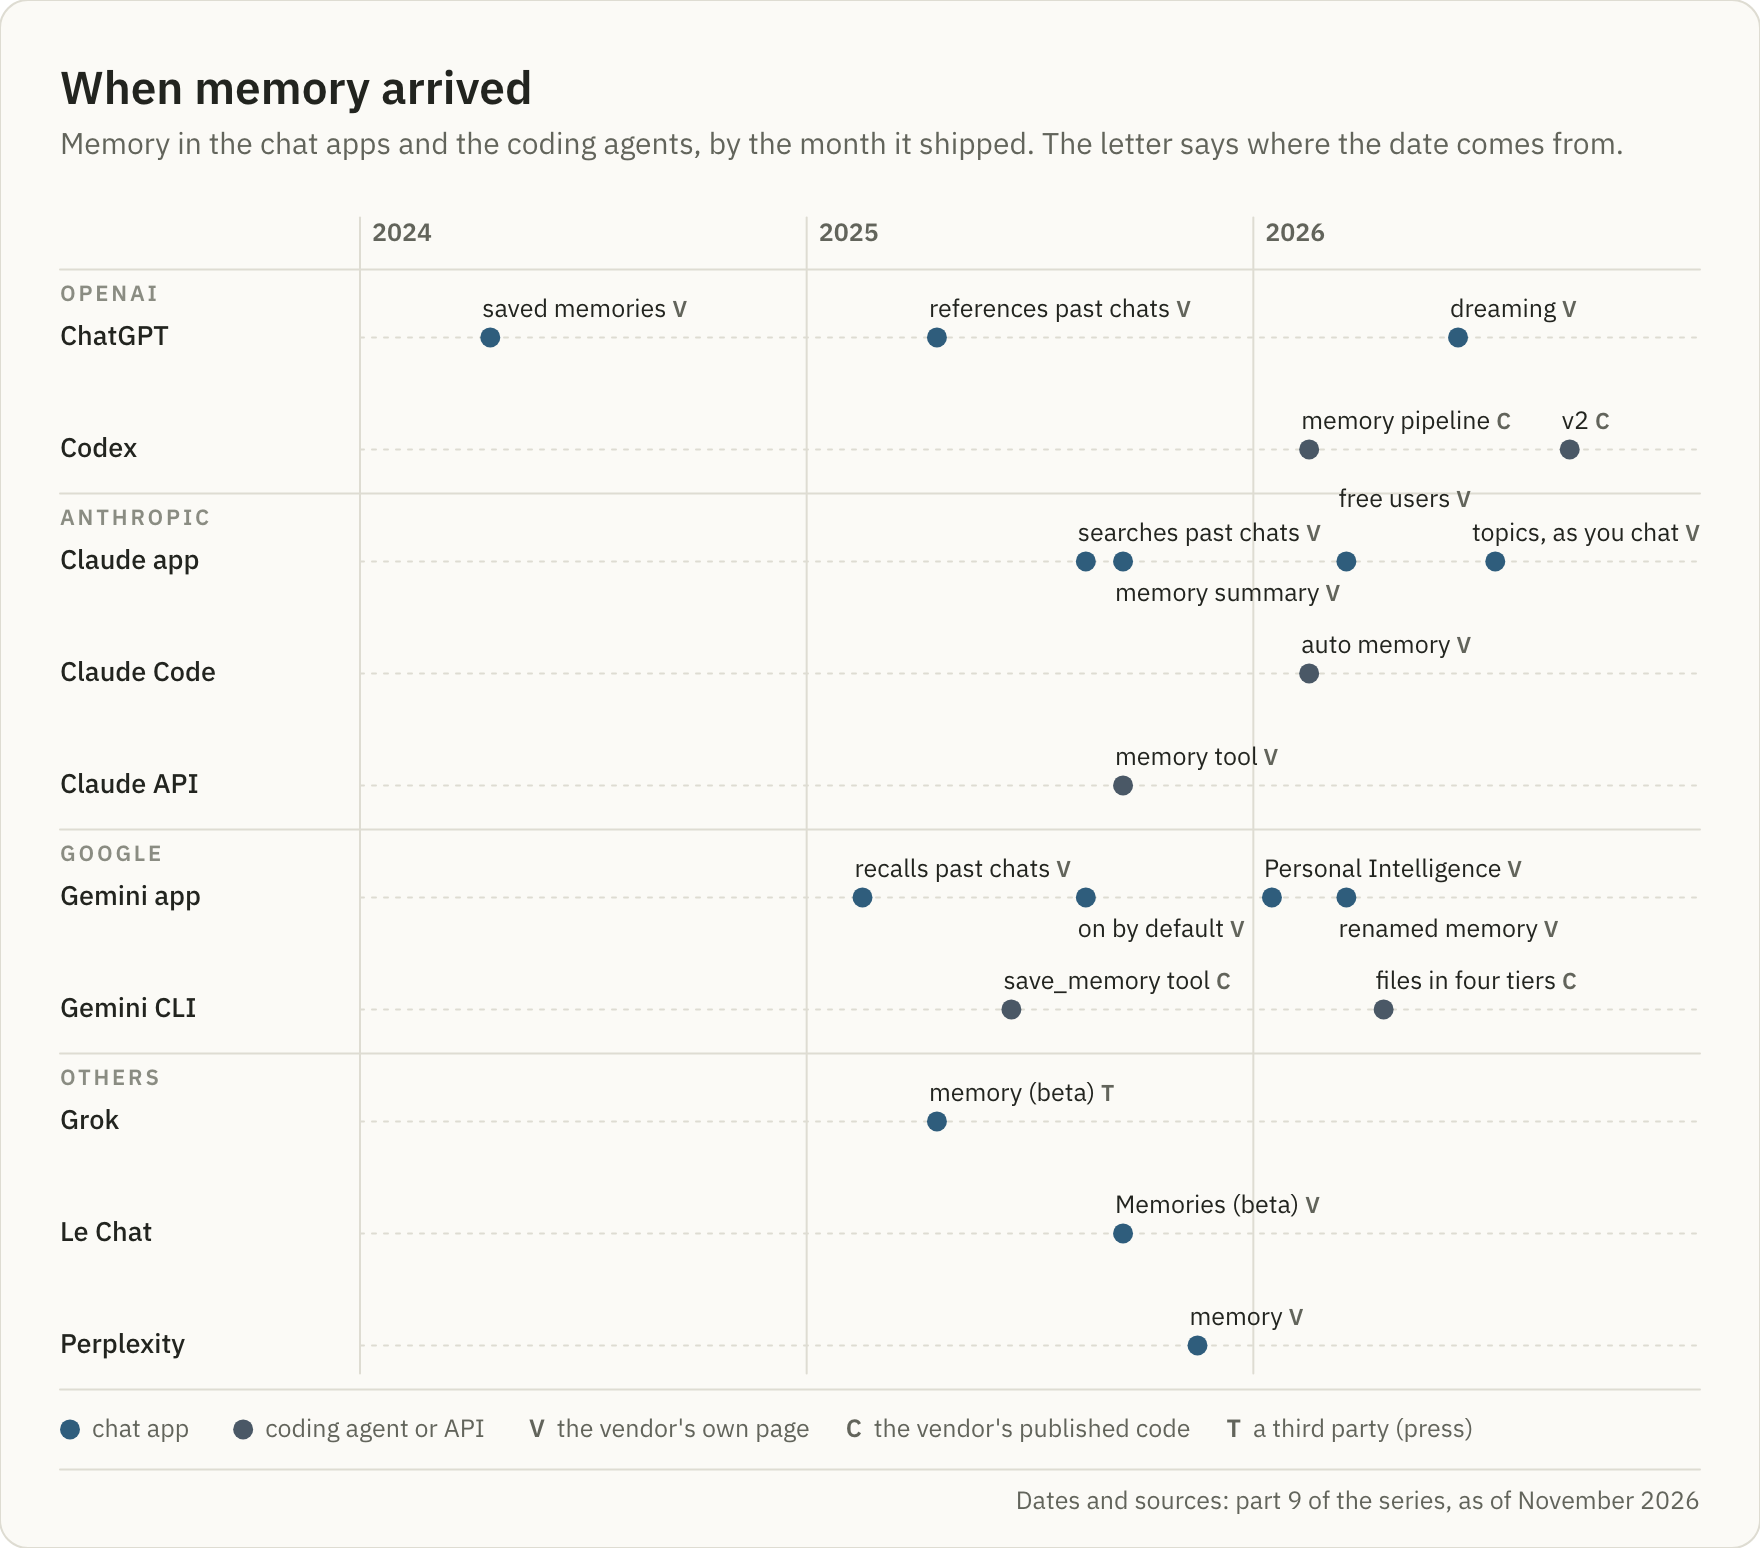 When memory arrived
Memory in the chat apps and the coding agents, by the month it shipped. The letter says where the date comes from.
2024 2025 2026
OPENAI
saved memories V references past chats V dreaming V
ChatGPT
memory pipeline C v2 C
Codex
free users V
ANTHROPIC
searches past chats V topics, as you chat V
Claude app
memory summary V
auto memory V
Claude Code
memory tool V
Claude API
GOOGLE
recalls past chats V Personal Intelligence V
Gemini app
on by default V renamed memory V
save_memory tool C files in four tiers C
Gemini CLI
OTHERS
memory (beta) T
Grok
Memories (beta) V
Le Chat
memory V
Perplexity
chat app coding agent or API V the vendor's own page C the vendor's published code T a third party (press)
Dates and sources: part 9 of the series, as of November 2026